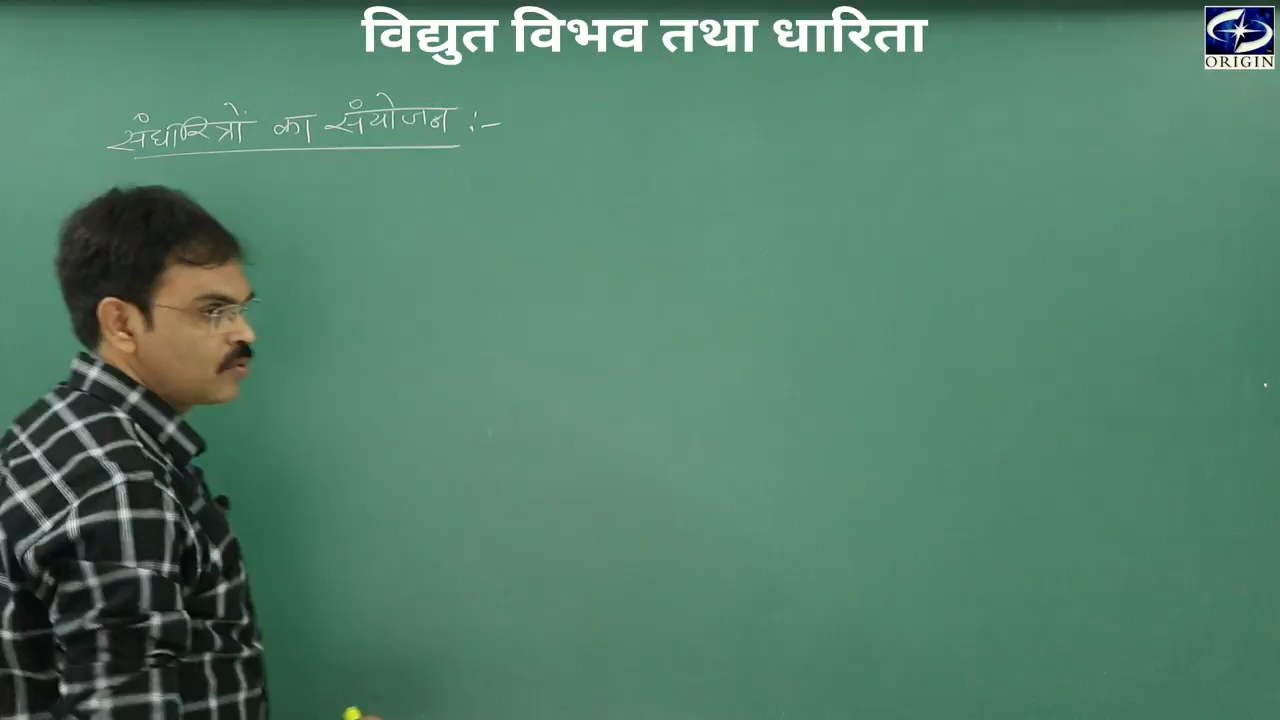 विद्युत विभव तथा धारिता
ORIGIN
संधारित्रों का संयोजन :-